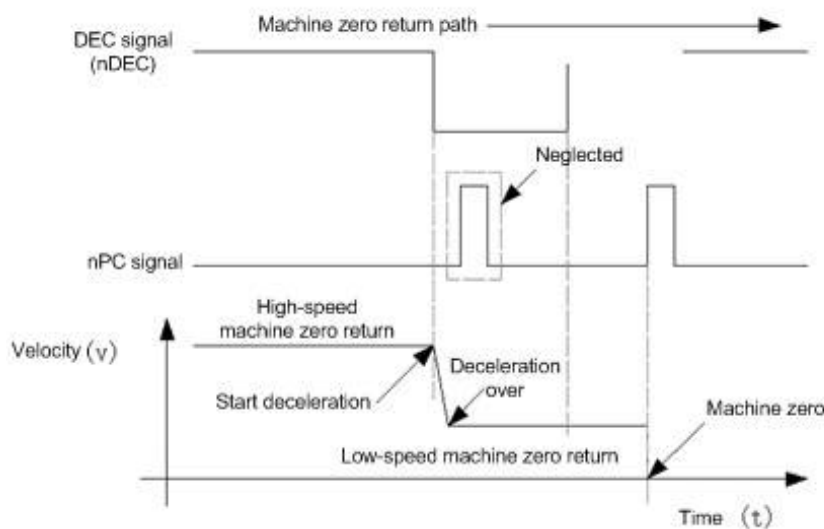 Machine zero return path
DEC signal
(nDEC)
Neglected
nPC signal
High-speed
machine zero return
Velocity (v)
Deceleration
over
Start deceleration
Machine zero
Low-speed machine zero return
Time (t)